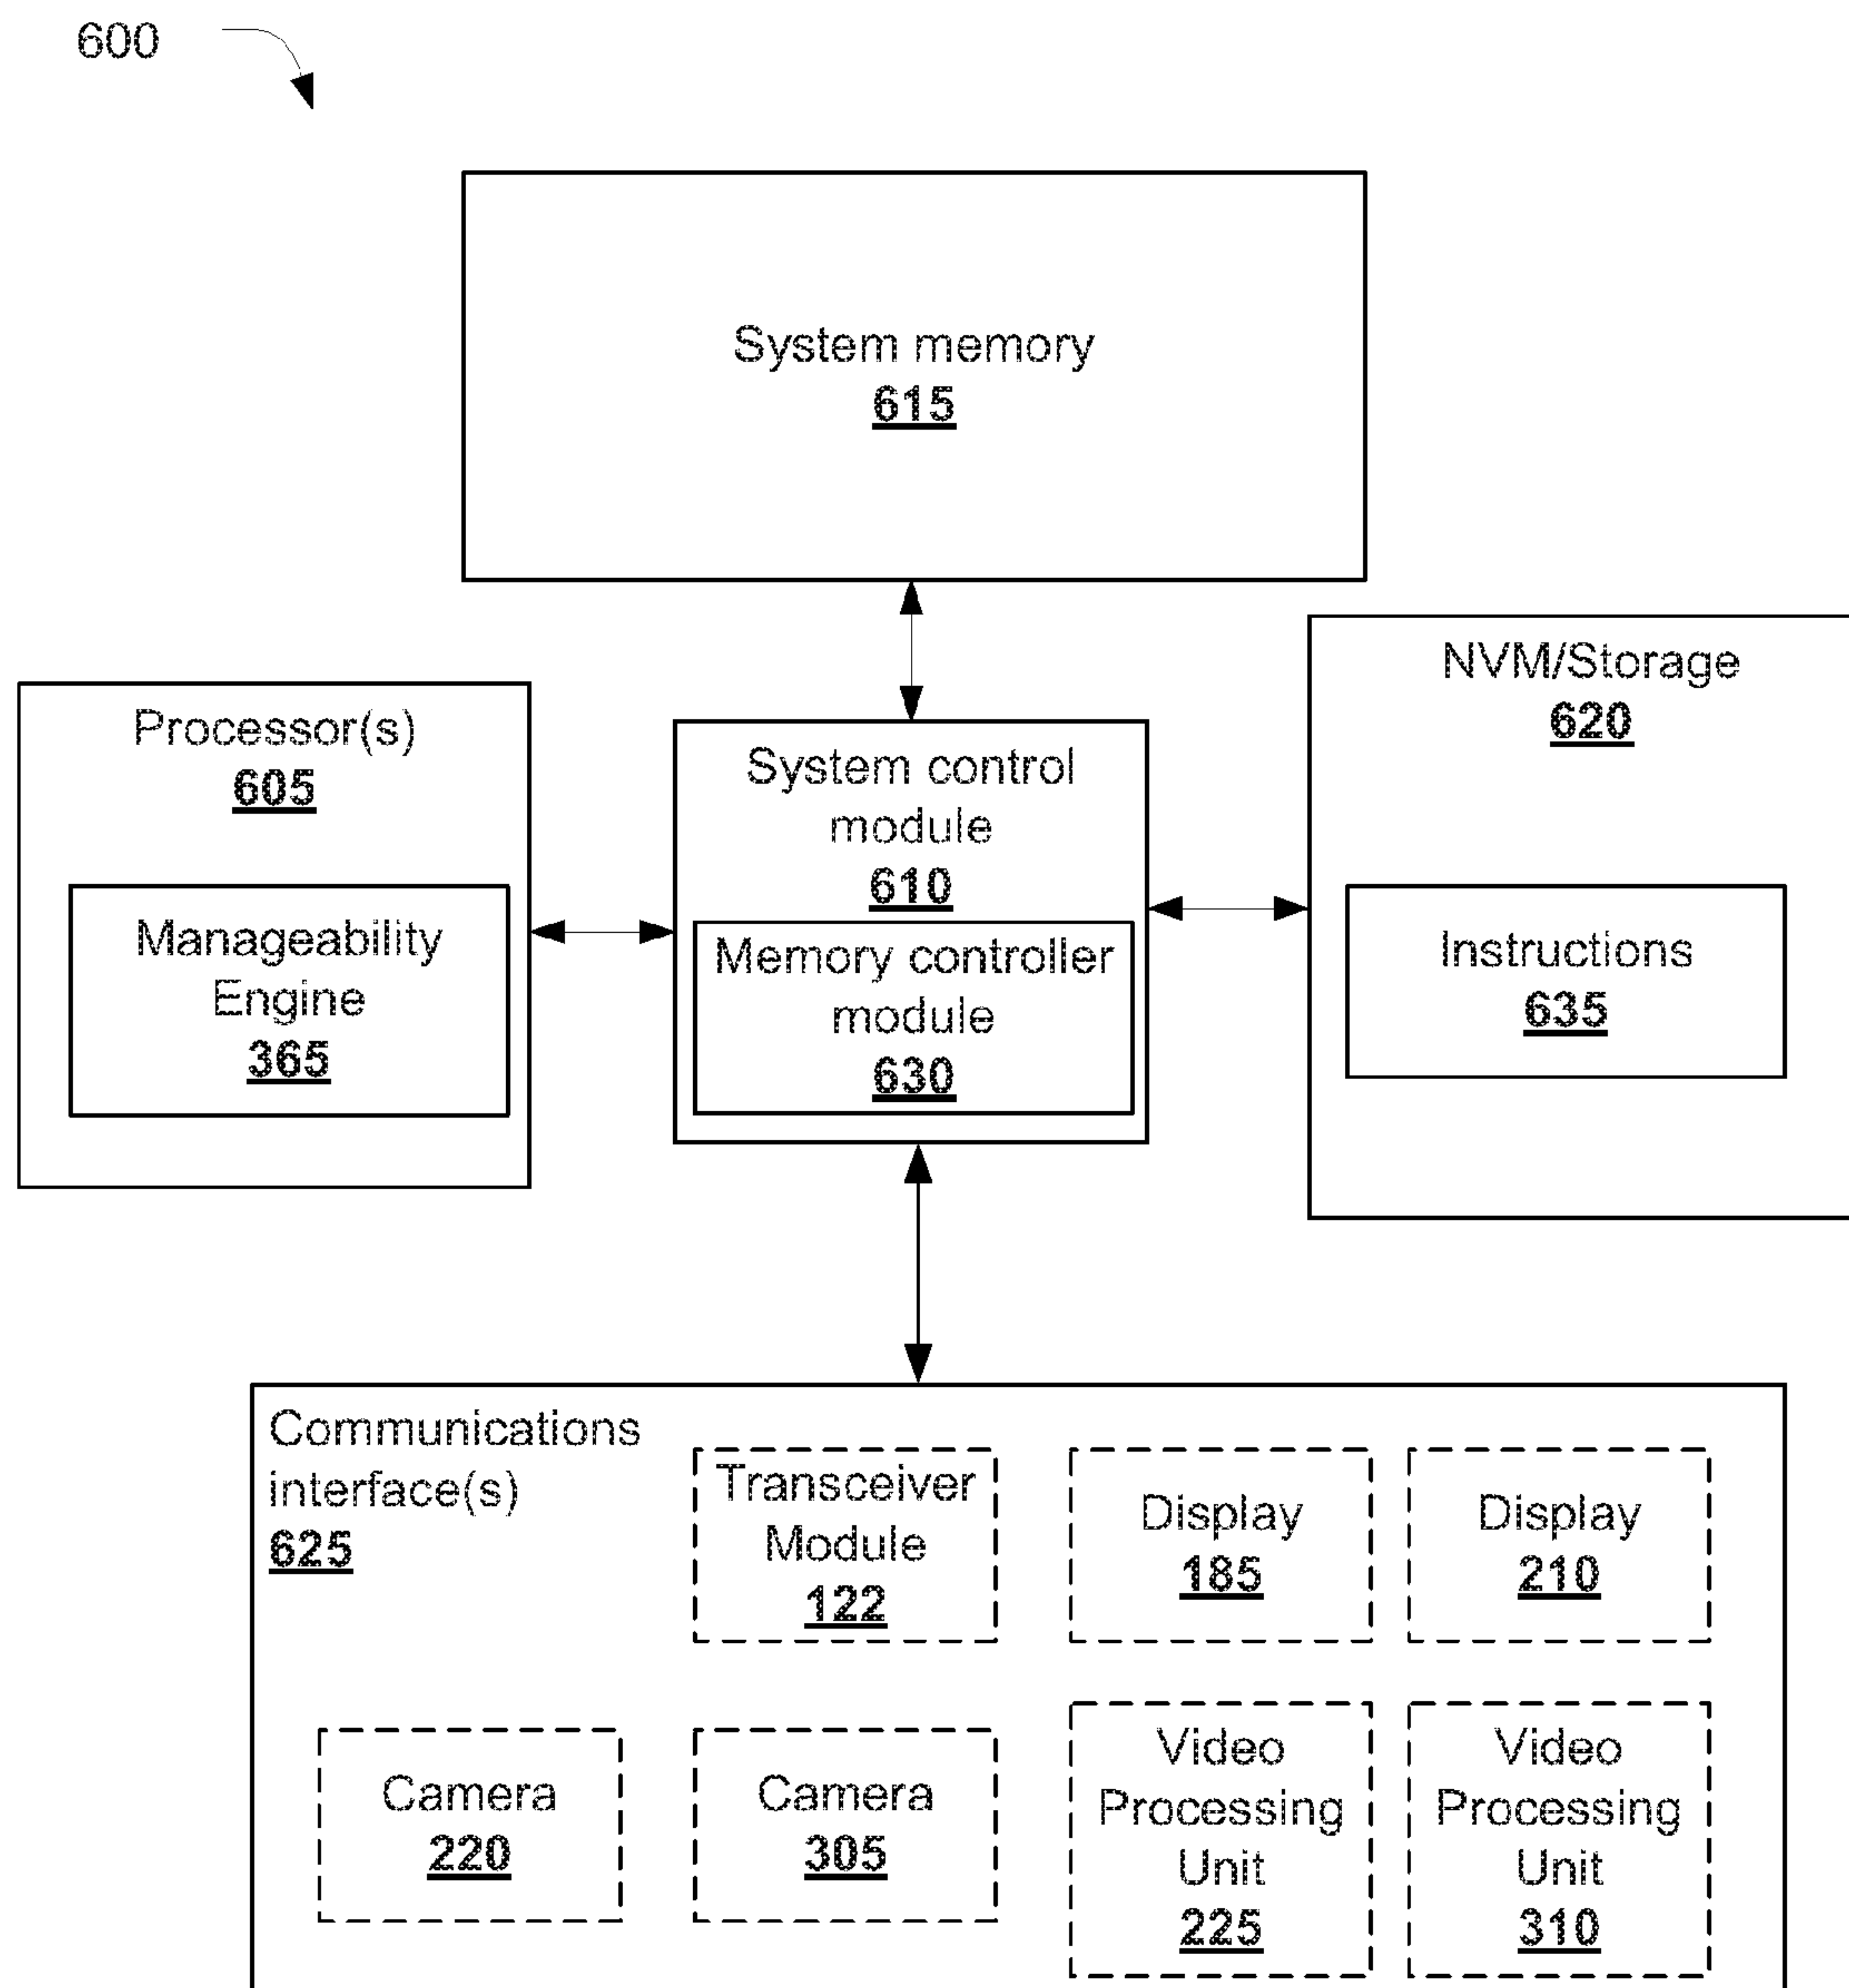 600
System memory
615
Processor(s)
605
Manageability
Engine
365
System control
module
610
Memory controller
module
630
NVM/Storage
620
Instructions
635
Communications
interface(s)
625
Transceiver
Module
122
Display
185
Display
210
Camera
220
Camera
305
Video
Processing
Unit
225
Video
Processing
Unit
310